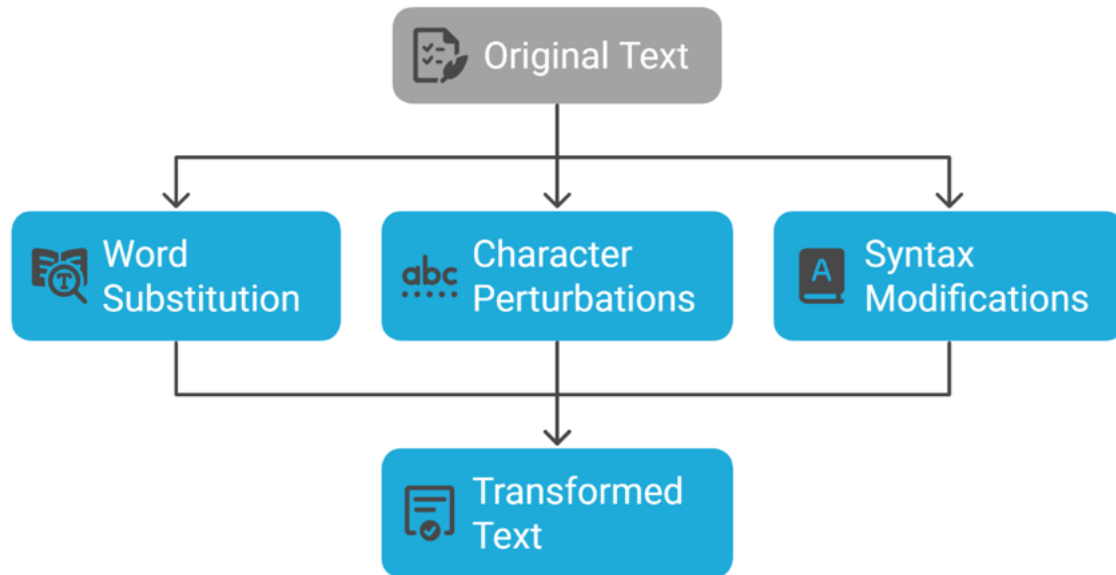 Original Text
Word
Substitution
abc
Character
Perturbations
A
Syntax
Modifications
T
Transformed
Text